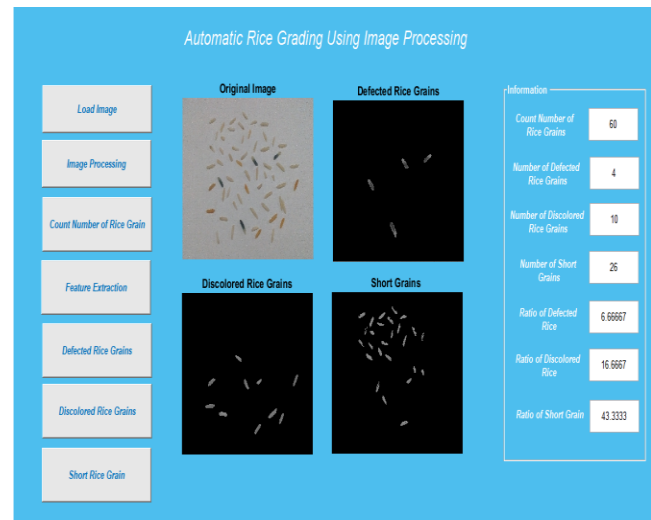 Automatic Rice Grading Using Image Processing
Load Image
Image Processing
Count Number of Rice Grain
Feature Extraction
Defected Rice Grains
Discolored Rice Grains
Short Rice Grain
Original Image
Defected Rice Grains
Discolored Rice Grains
Short Grains
Information
Count Number of
Rice Grains
60
Number of Defected
Rice Grains
4
Number of Discolored
Rice Grains
10
Number of Short
Grains
26
Ratio of Defected
Rice
6.66667
Ratio of Discolored
Rice
16.6667
Ratio of Short Grain
43.3333